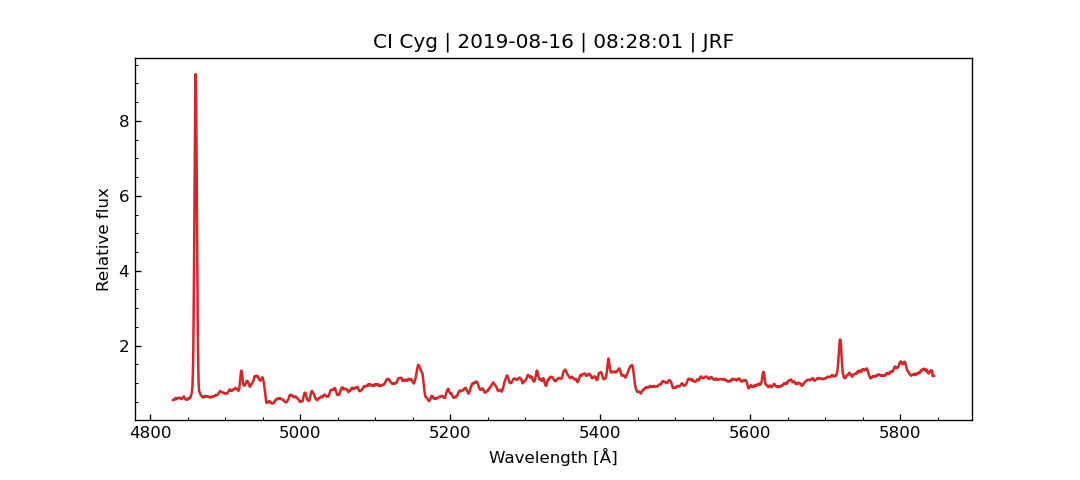 CI Cyg | 2019-08-16 | 08:28:01 | JRF
8
6
4
2
Relative flux
4800 5000 5200 5400 5600 5800
Wavelength [Å]